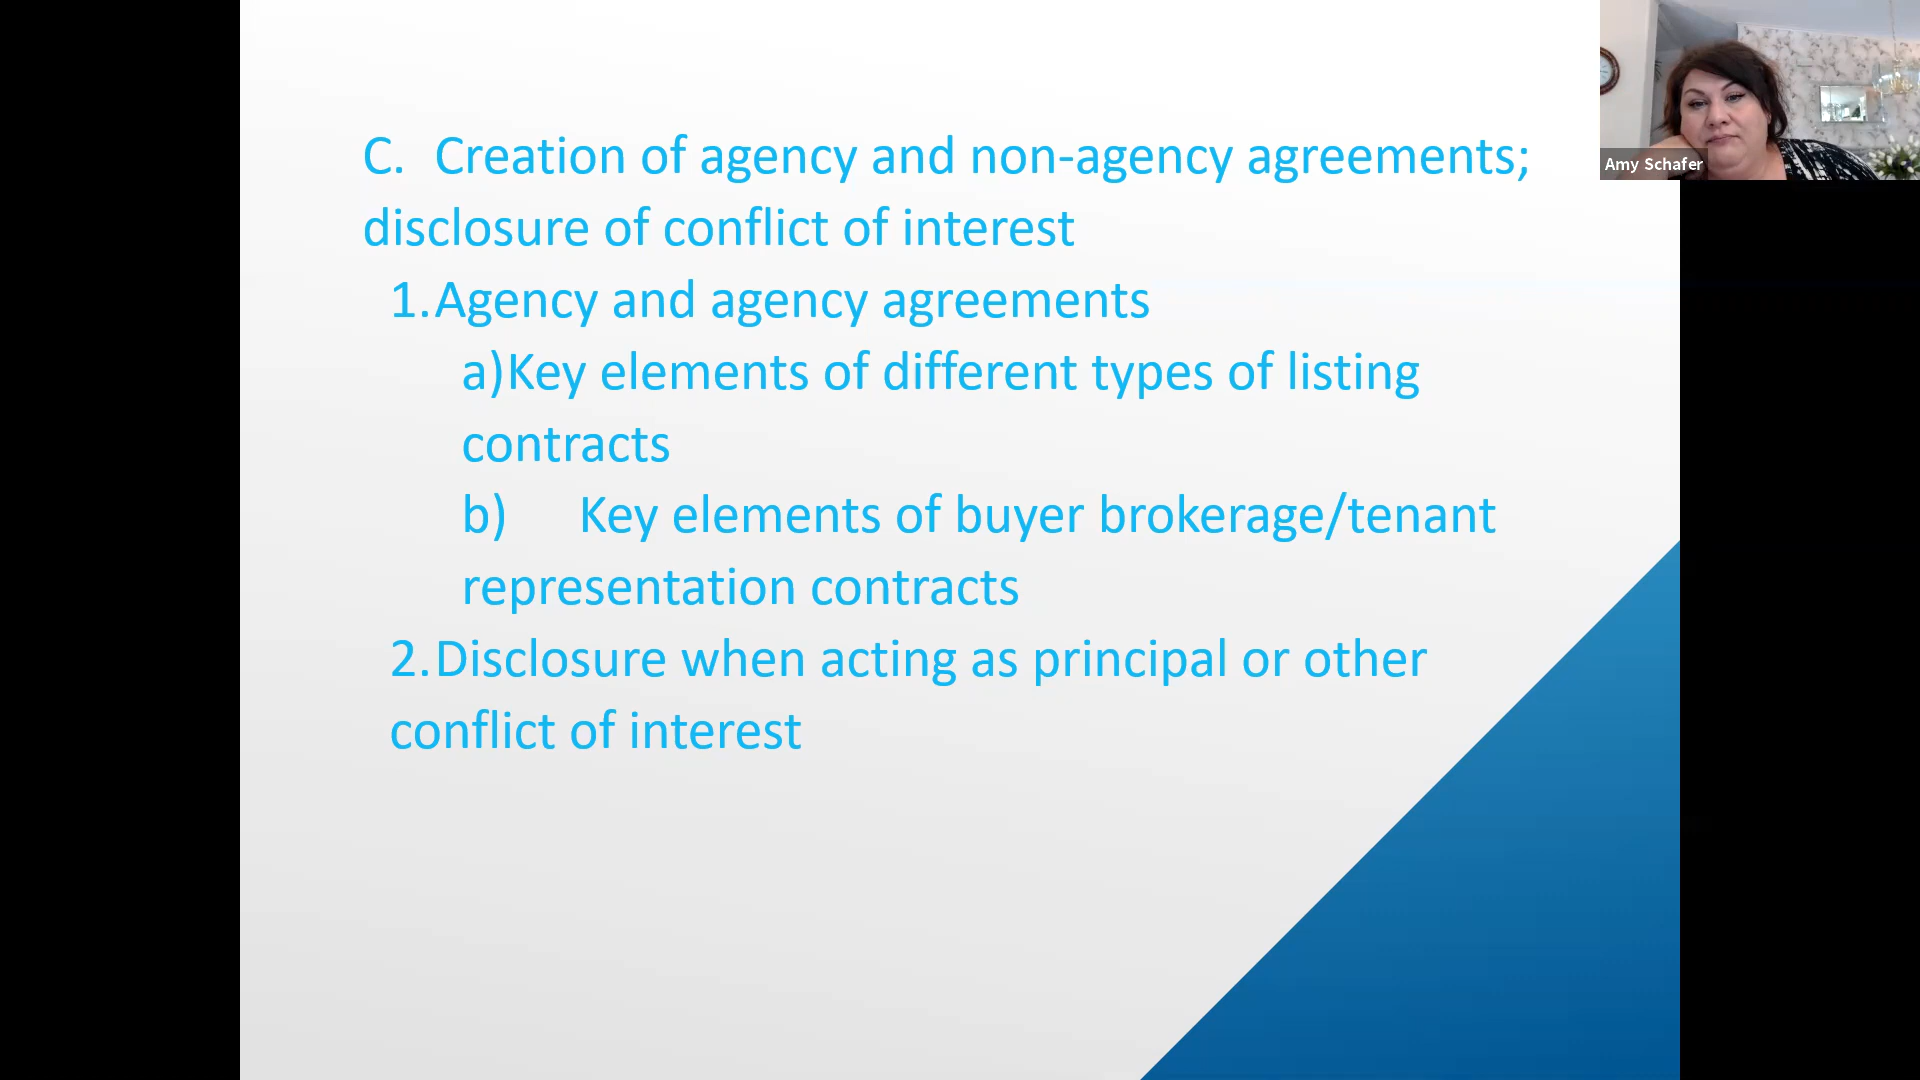 C. Creation of agency and non-agency agreements;
disclosure of conflict of interest
1. Agency and agency agreements
a) Key elements of different types of listing
contracts
b) Key elements of buyer brokerage/tenant
representation contracts
2. Disclosure when acting as principal or other
conflict of interest
Amy Schafer